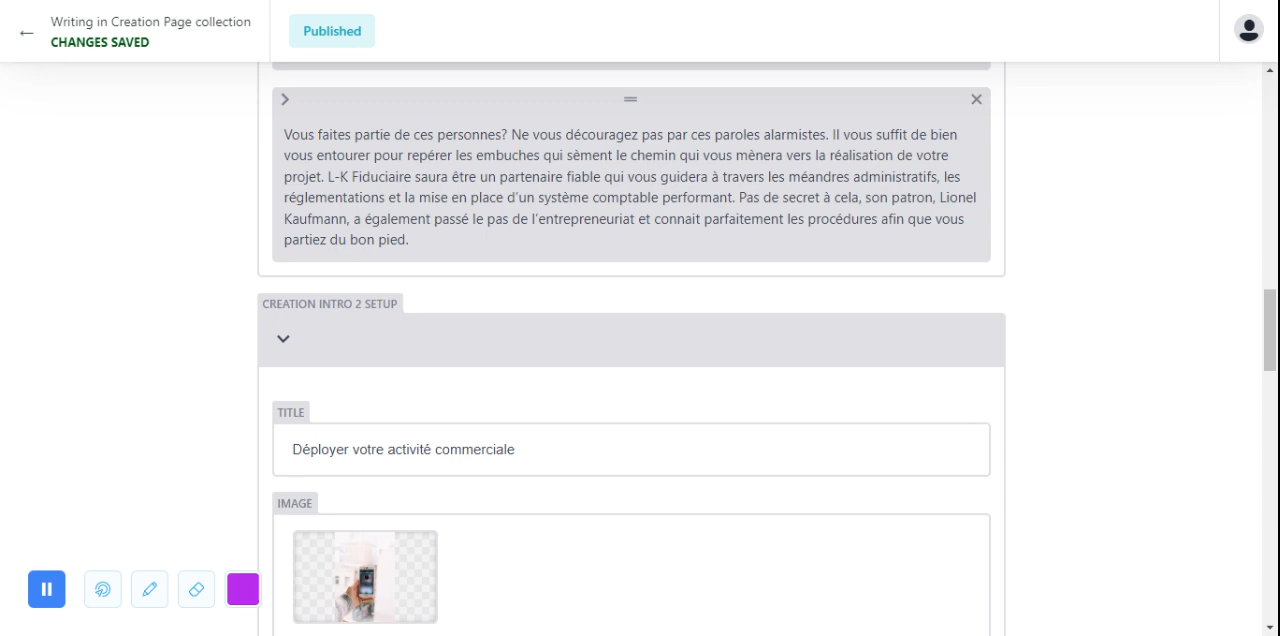 Writing in Creation Page collection
CHANGES SAVED
Published
Vous faites partie de ces personnes? Ne vous découragez pas par ces paroles alarmistes. Il vous suffit de bien
vous entourer pour repérer les embuches qui sèment le chemin qui vous mènera vers la réalisation de votre
projet. L-K Fiduciaire saura être un partenaire fiable qui vous guidera à travers les méandres administratifs, les
réglementations et la mise en place d'un système comptable performant. Pas de secret à cela, son patron, Lionel
Kaufmann, a également passé le pas de l'entrepreneuriat et connait parfaitement les procédures afin que vous
partiez du bon pied.
CREATION INTRO 2 SETUP
TITLE
Déployer votre activité commerciale
IMAGE